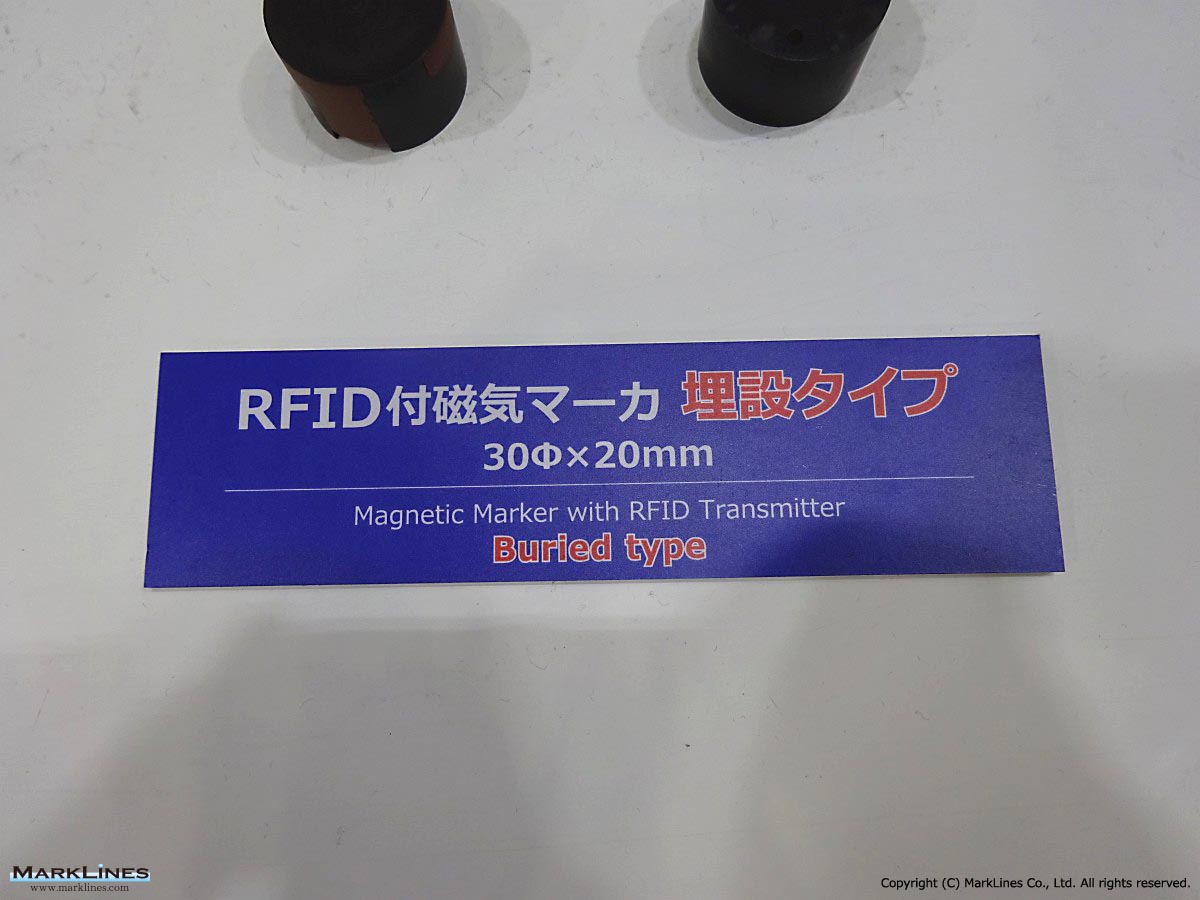 RFID付磁気マーカ 埋設タイプ
30Φ×20mm
Magnetic Marker with RFID Transmitter
Buried type
MARKLINES
www.marklines.com
Copyright (C) MarkLines Co., Ltd. All rights reserved.